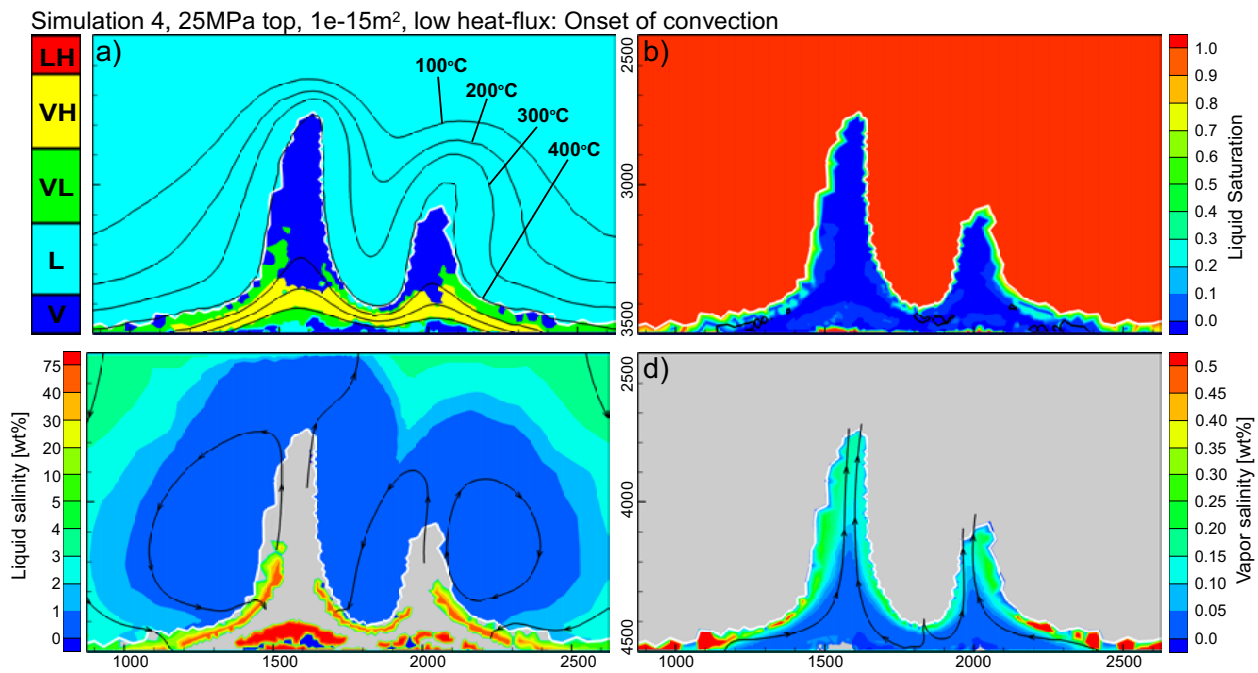 Simulation 4, 25MPa top, 1e-15m², low heat-flux: Onset of convection
LH
VH
VL
L
V
a)
100°C
200°C
300°C
400°C
2500
3000
3500
b)
1.0
0.9
0.8
0.7
0.6
0.5
0.4
0.3
0.2
0.1
0.0
Liquid Saturation
Liquid salinity [wt%]
75
40
30
20
10
5
4
3
2
1
0
1000
1500
2000
2500
2500
4000
4500
d)
1000
1500
2000
2500
0.5
0.45
0.40
0.35
0.30
0.25
0.20
0.15
0.10
0.05
0.0
Vapor salinity [wt%]